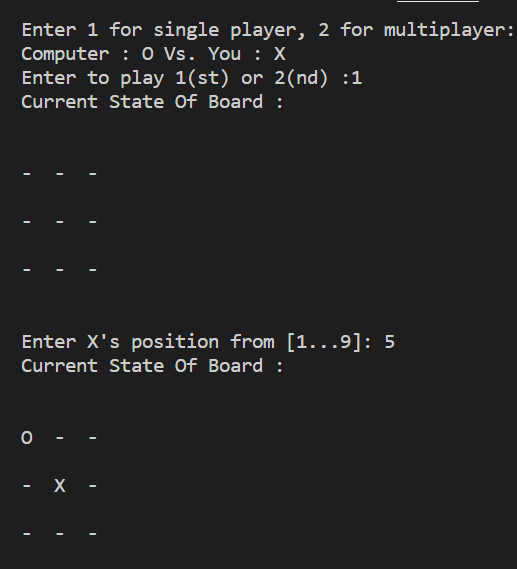 Enter 1 for single player, 2 for multiplayer:
Computer : O Vs. You : X
Enter to play 1(st) or 2(nd) :1
Current State Of Board :
- - -
- - -
- - -
Enter X's position from [1...9]: 5
Current State Of Board :
O - -
- X -
- - -